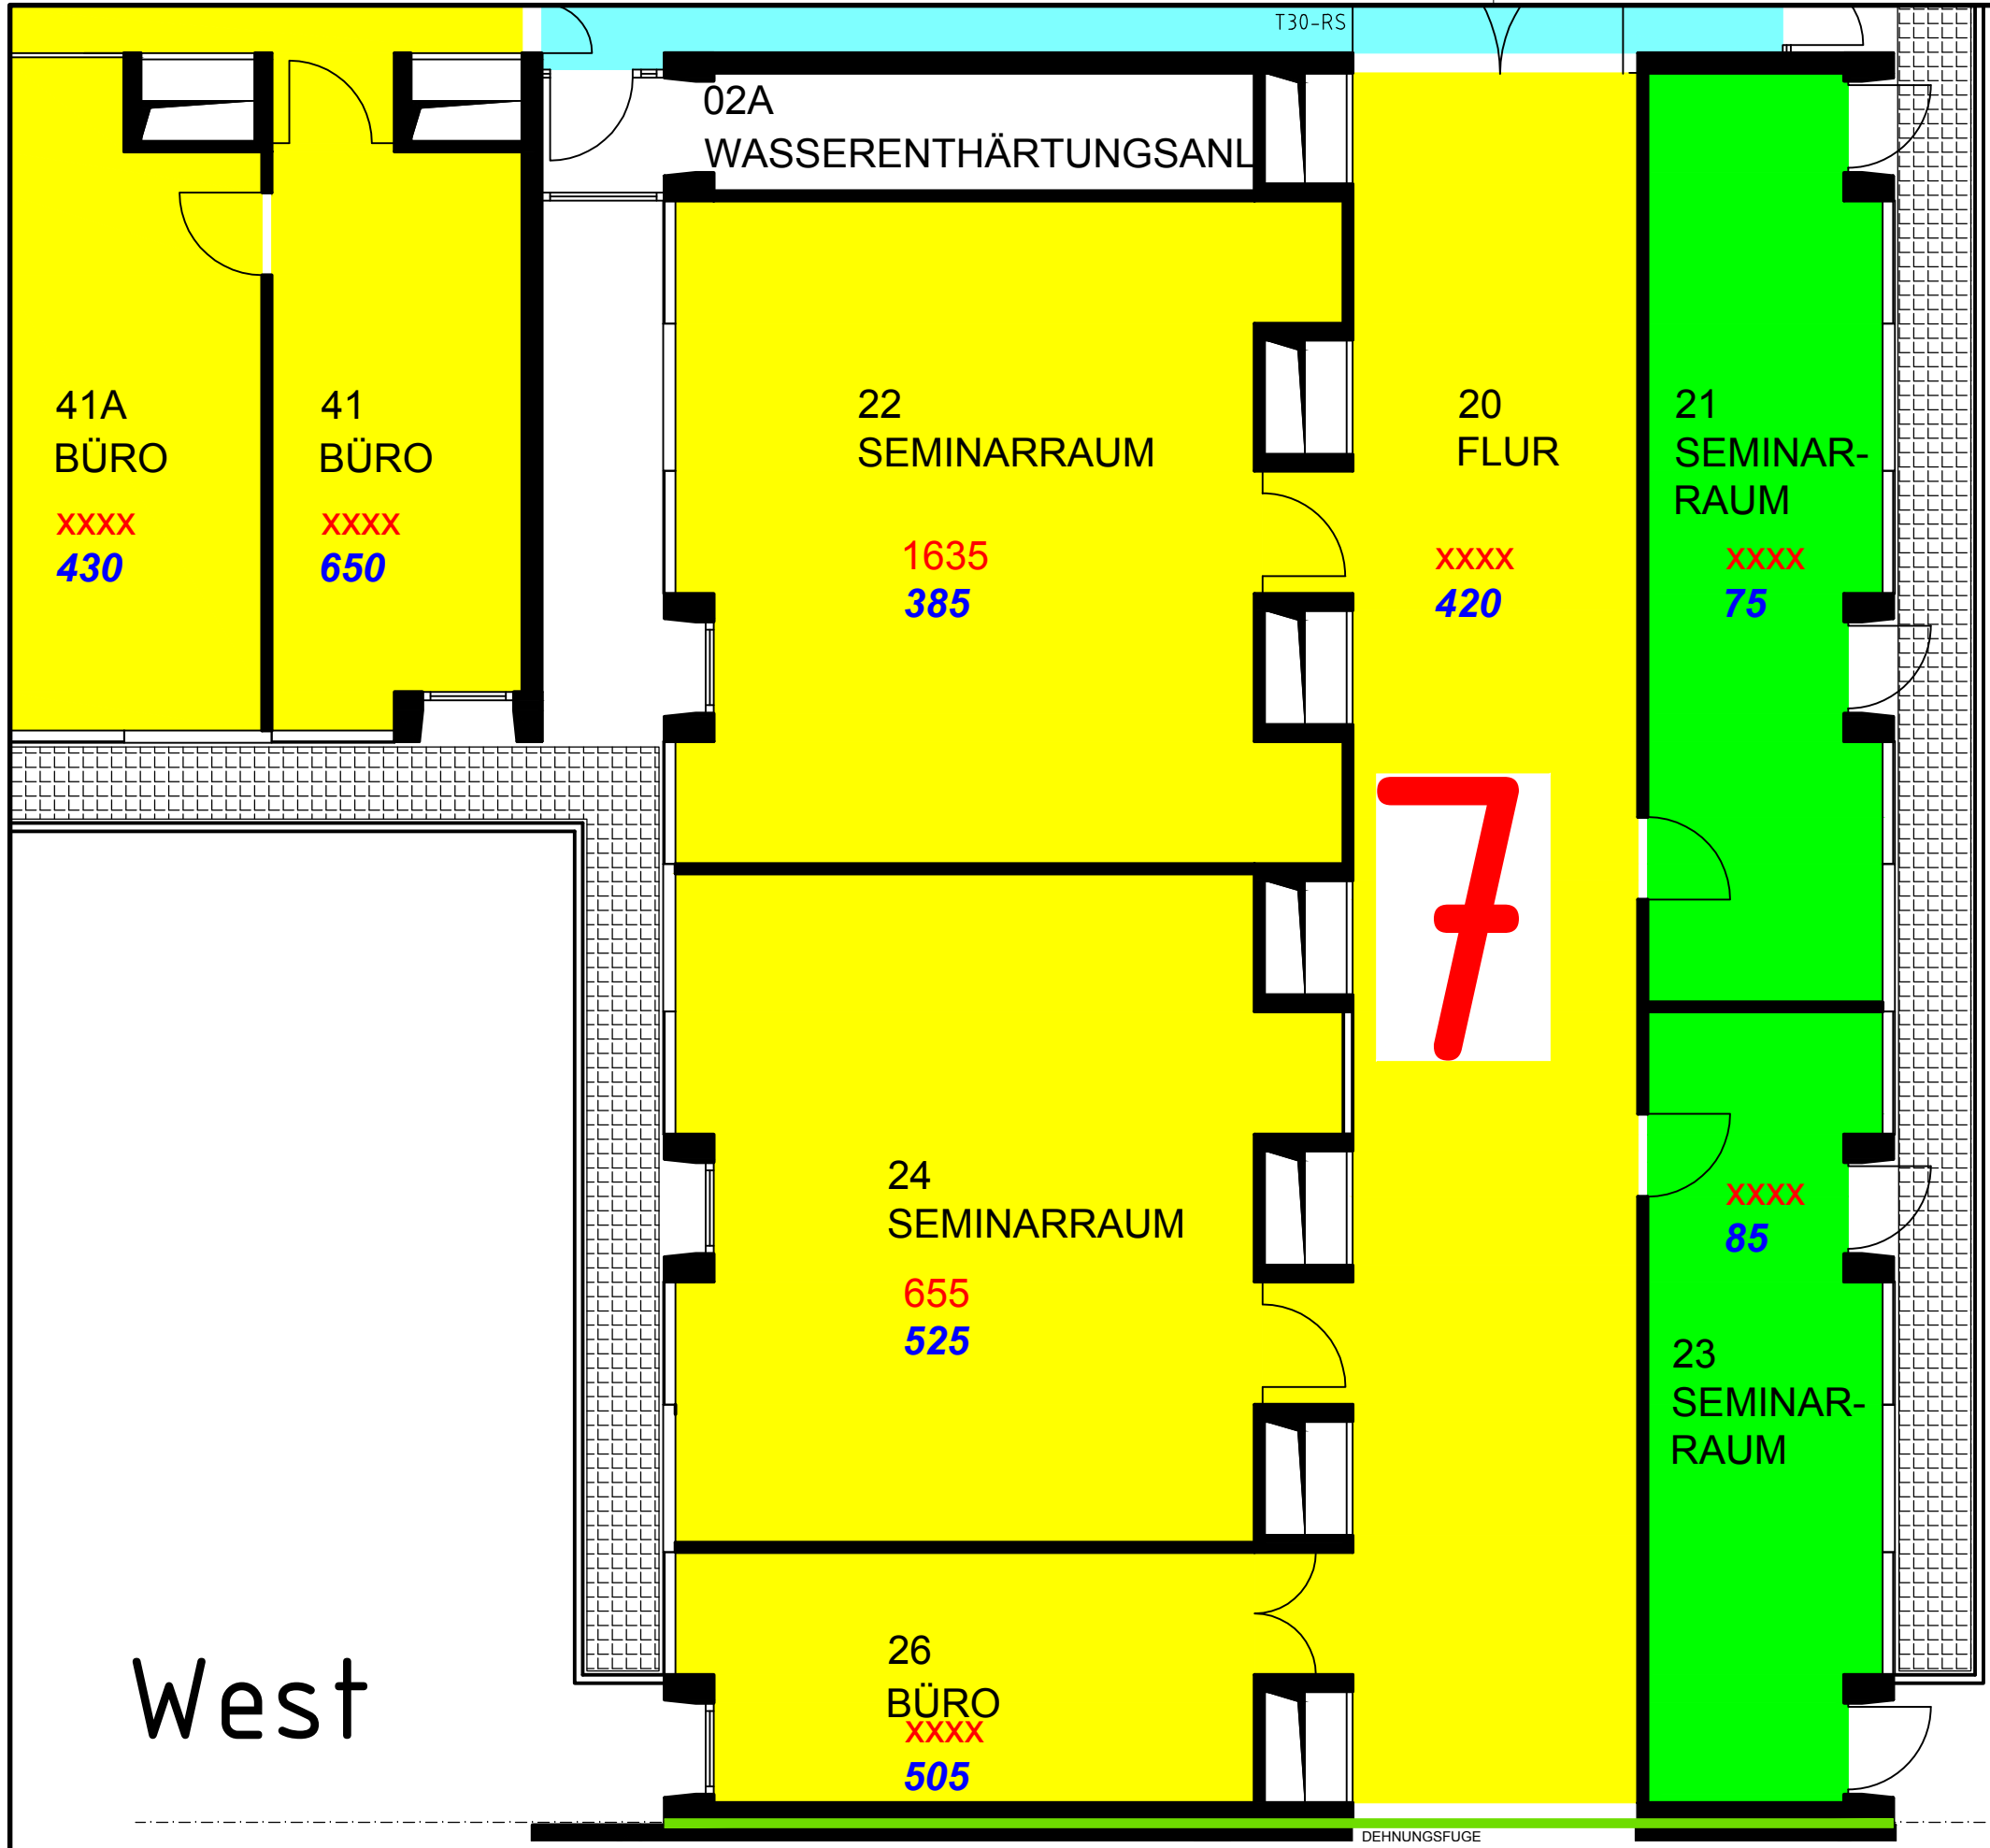 T30-RS
02A
WASSERENTHÄRTUNGSANL
41A
BÜRO
xxxx
430
41
BÜRO
xxxx
650
22
SEMINARRAUM
1635
385
20
FLUR
xxxx
420
21
SEMINAR-
RAUM
xxxx
75
7
24
SEMINARRAUM
655
525
xxxx
85
23
SEMINAR-
RAUM
26
BÜRO
xxxx
505
West
DEHNUNGSFUGE